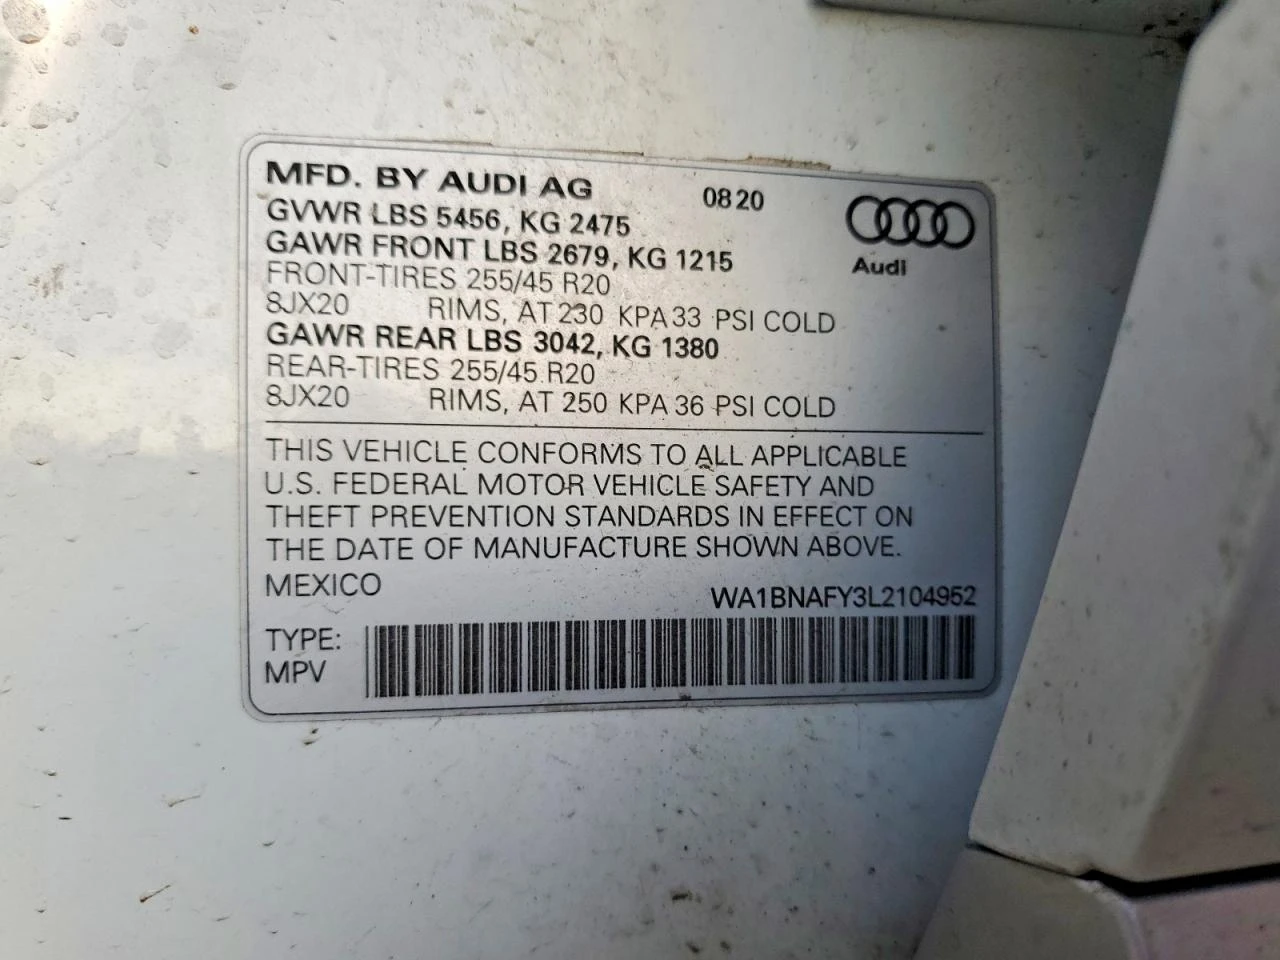 MFD. BY AUDI AG 08 20
GVWR LBS 5456, KG 2475
GAWR FRONT LBS 2679, KG 1215
Audi
FRONT-TIRES 255/45 R20
8JX20 RIMS, AT 230 KPA 33 PSI COLD
GAWR REAR LBS 3042, KG 1380
REAR-TIRES 255/45 R20
8JX20 RIMS, AT 250 KPA 36 PSI COLD
THIS VEHICLE CONFORMS TO ALL APPLICABLE
U.S. FEDERAL MOTOR VEHICLE SAFETY AND
THEFT PREVENTION STANDARDS IN EFFECT ON
THE DATE OF MANUFACTURE SHOWN ABOVE.
MEXICO WA1BNAFY3L2104952
TYPE:
MPV